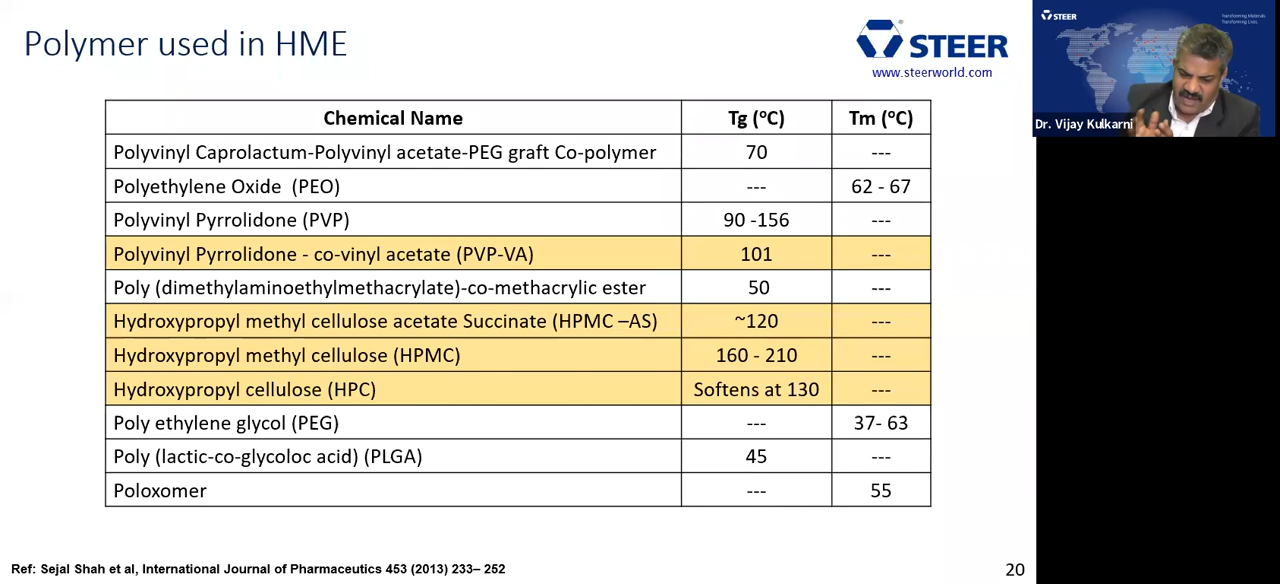 Polymer used in HME
STEER
www.steerworld.com
STEER
Transforming Materials
Transforming Lives
Dr. Vijay Kulkarni
Chemical Name Tg (°C) Tm (°C)
Polyvinyl Caprolactum-Polyvinyl acetate-PEG graft Co-polymer 70 ---
Polyethylene Oxide (PEO) --- 62 - 67
Polyvinyl Pyrrolidone (PVP) 90 -156 ---
Polyvinyl Pyrrolidone - co-vinyl acetate (PVP-VA) 101 ---
Poly (dimethylaminoethylmethacrylate)-co-methacrylic ester 50 ---
Hydroxypropyl methyl cellulose acetate Succinate (HPMC –AS) ~120 ---
Hydroxypropyl methyl cellulose (HPMC) 160 - 210 ---
Hydroxypropyl cellulose (HPC) Softens at 130 ---
Poly ethylene glycol (PEG) --- 37- 63
Poly (lactic-co-glycoloc acid) (PLGA) 45 ---
Poloxomer --- 55
Ref: Sejal Shah et al, International Journal of Pharmaceutics 453 (2013) 233– 252
20